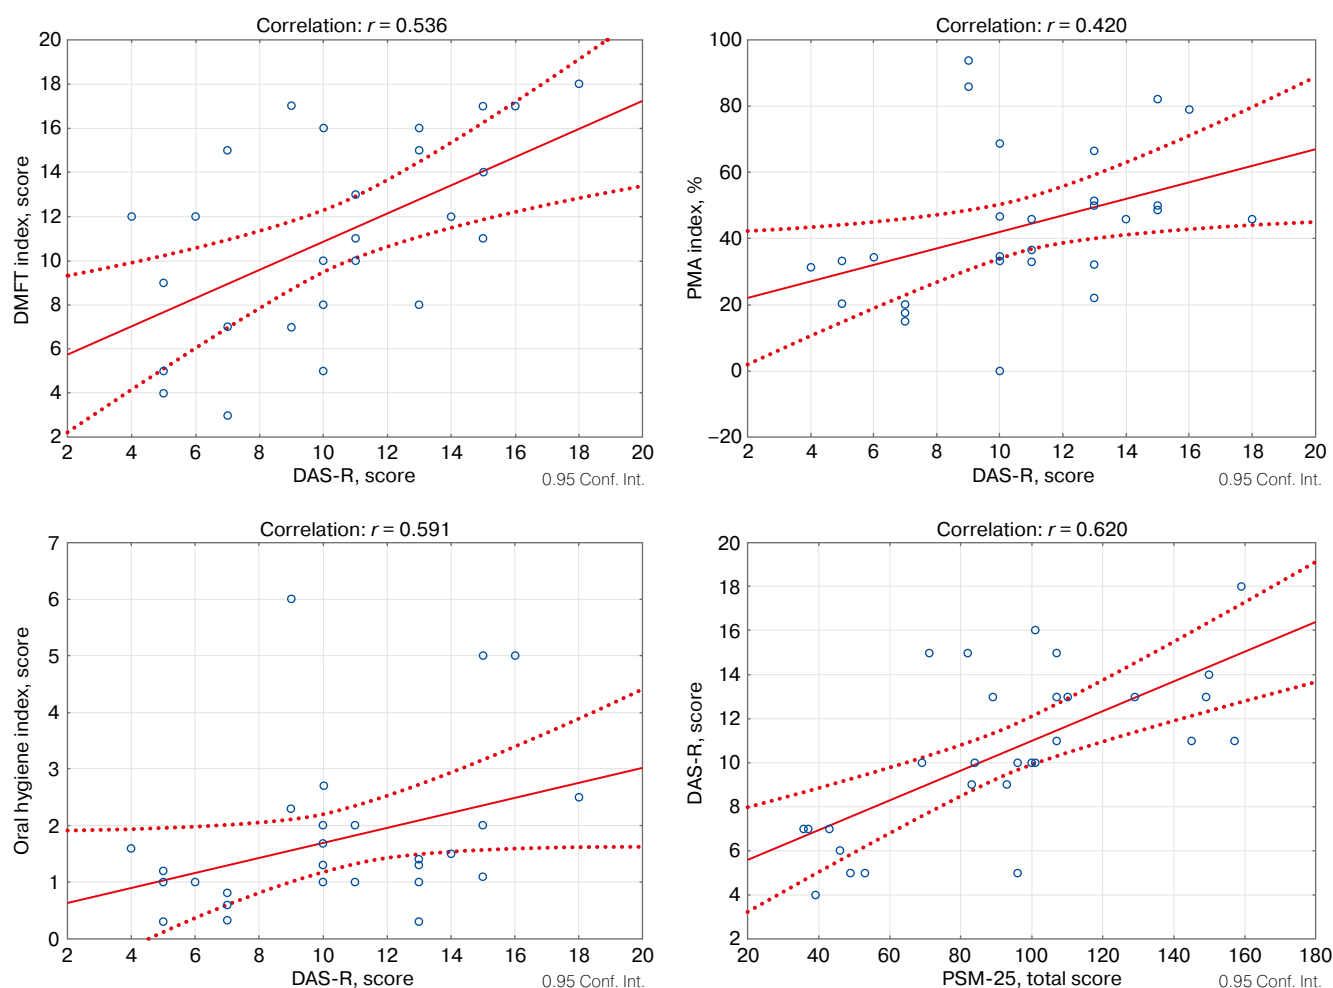 Correlation: r = 0.536
20
18
16
14
12
10
8
6
4
2
DMFT index, score
2 4 6 8 10 12 14 16 18 20
DAS-R, score
0.95 Conf. Int.
Correlation: r = 0.420
100
80
60
40
20
0
–20
PMA index, %
2 4 6 8 10 12 14 16 18 20
DAS-R, score
0.95 Conf. Int.
Correlation: r = 0.591
7
6
5
4
3
2
1
0
Oral hygiene index, score
2 4 6 8 10 12 14 16 18 20
DAS-R, score
0.95 Conf. Int.
Correlation: r = 0.620
20
18
16
14
12
10
8
6
4
2
DAS-R, score
20 40 60 80 100 120 140 160 180
PSM-25, total score
0.95 Conf. Int.